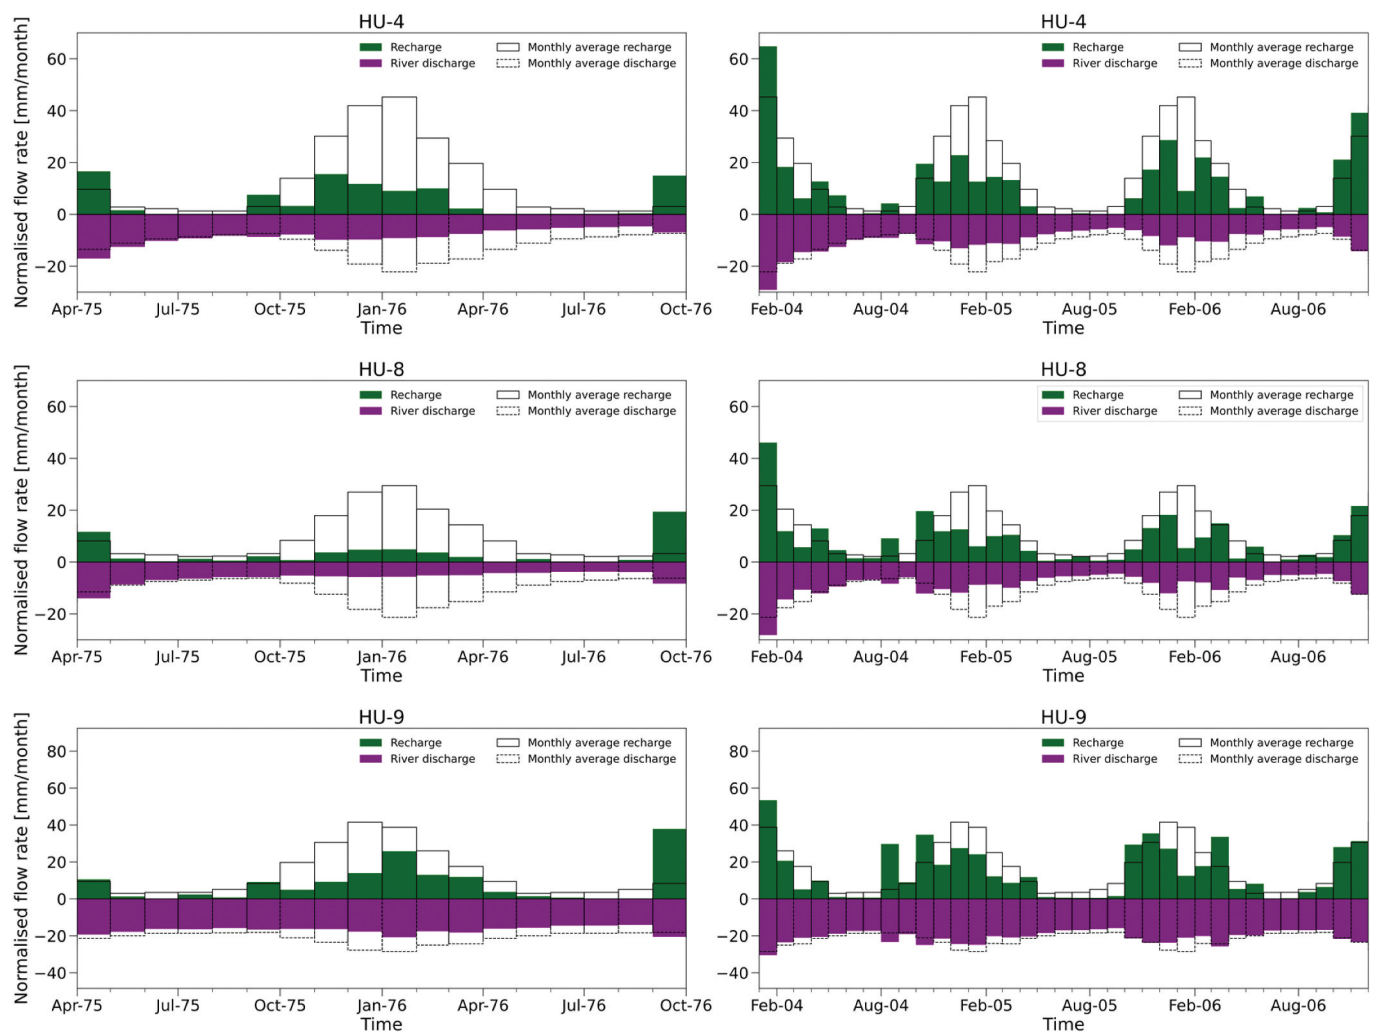 HU-4
Normalised flow rate [mm/month]
60
40
20
0
−20
Recharge
River discharge
Monthly average recharge
Monthly average discharge
Apr-75 Jul-75 Oct-75 Jan-76 Apr-76 Jul-76 Oct-76
Time
HU-4
60
40
20
0
−20
Recharge
River discharge
Monthly average recharge
Monthly average discharge
Feb-04 Aug-04 Feb-05 Aug-05 Feb-06 Aug-06
Time
HU-8
Normalised flow rate [mm/month]
60
40
20
0
−20
Recharge
River discharge
Monthly average recharge
Monthly average discharge
Apr-75 Jul-75 Oct-75 Jan-76 Apr-76 Jul-76 Oct-76
Time
HU-8
60
40
20
0
−20
Recharge
River discharge
Monthly average recharge
Monthly average discharge
Feb-04 Aug-04 Feb-05 Aug-05 Feb-06 Aug-06
Time
HU-9
Normalised flow rate [mm/month]
80
60
40
20
0
−20
−40
Recharge
River discharge
Monthly average recharge
Monthly average discharge
Apr-75 Jul-75 Oct-75 Jan-76 Apr-76 Jul-76 Oct-76
Time
HU-9
80
60
40
20
0
−20
−40
Recharge
River discharge
Monthly average recharge
Monthly average discharge
Feb-04 Aug-04 Feb-05 Aug-05 Feb-06 Aug-06
Time